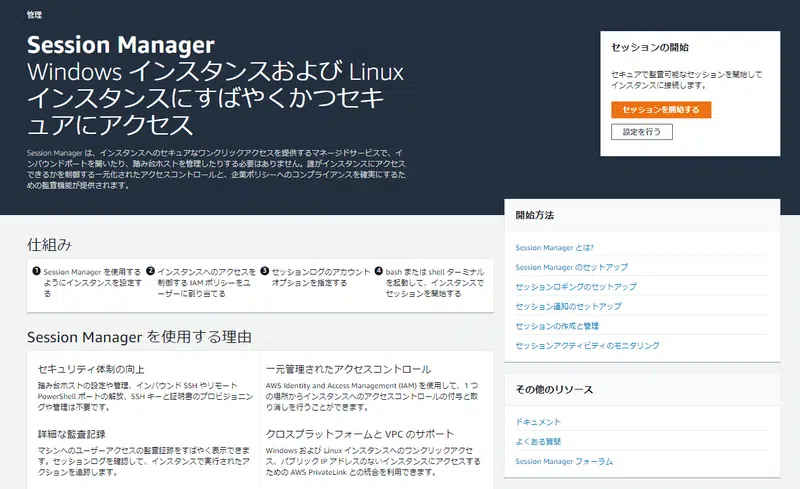 管理
Session Manager
Windows インスタンスおよび Linux
インスタンスにすばやくかつセキ
ュアにアクセス
Session Manager は、インスタンスへのセキュアなワンクリックアクセスを提供するマネージドサービスで、イ
ンバウンドポートを開いたり、踏み台ホストを管理したりする必要はありません。誰がインスタンスにアクセス
できるかを制御する一元化されたアクセスコントロールと、企業ポリシーへのコンプライアンスを確実にするた
めの監査機能が提供されます。
セッションの開始
セキュアで監査可能なセッションを開始して
インスタンスに接続します。
セッションを開始する
設定を行う
仕組み
1 Session Manager を使用する
ようにインスタンスを設定す
る
2 インスタンスへのアクセスを
制御する IAM ポリシーをユ
ーザーに割り当てる
3 セッションログのアカウント
オプションを指定する
4 bash または shell ターミナル
を起動して、インスタンスで
セッションを開始する
Session Manager を使用する理由
セキュリティ体制の向上
踏み台ホストの設定や管理、インバウンド SSH やリモート
PowerShell ポートの解放、SSH キーと証明書のプロビジョニ
ングや管理は不要です。
一元管理されたアクセスコントロール
AWS Identity and Access Management (IAM) を使用して、1 つ
の場所からインスタンスへのアクセスコントロールの付与と取
り消しを行うことができます。
詳細な監査記録
マシンへのユーザーアクセスの監査証跡をすばやく表示できま
す。セッションログを確認して、インスタンスで実行されたア
クションを追跡します。
クロスプラットフォームと VPC のサポート
Windows および Linux インスタンスへのワンクリックアクセ
ス、パブリック IP アドレスのないインスタンスにアクセスする
ための AWS PrivateLink との統合を利用できます。
開始方法
Session Manager とは?
Session Manager のセットアップ
セッションロギングのセットアップ
セッション通知のセットアップ
セッションの作成と管理
セッションアクティビティのモニタリング
その他のリソース
ドキュメント
よくある質問
Session Manager フォーラム